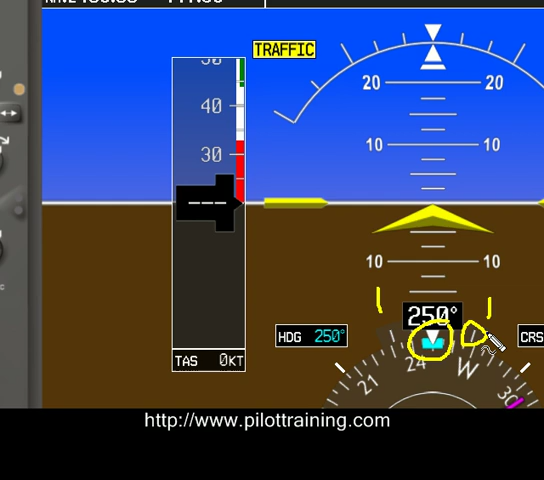 TRAFFIC
20 20
40
10 10
30
---
10 10
250°
HDG 250° CRS
21 24 W 30
TAS 0KT
http://www.pilottraining.com